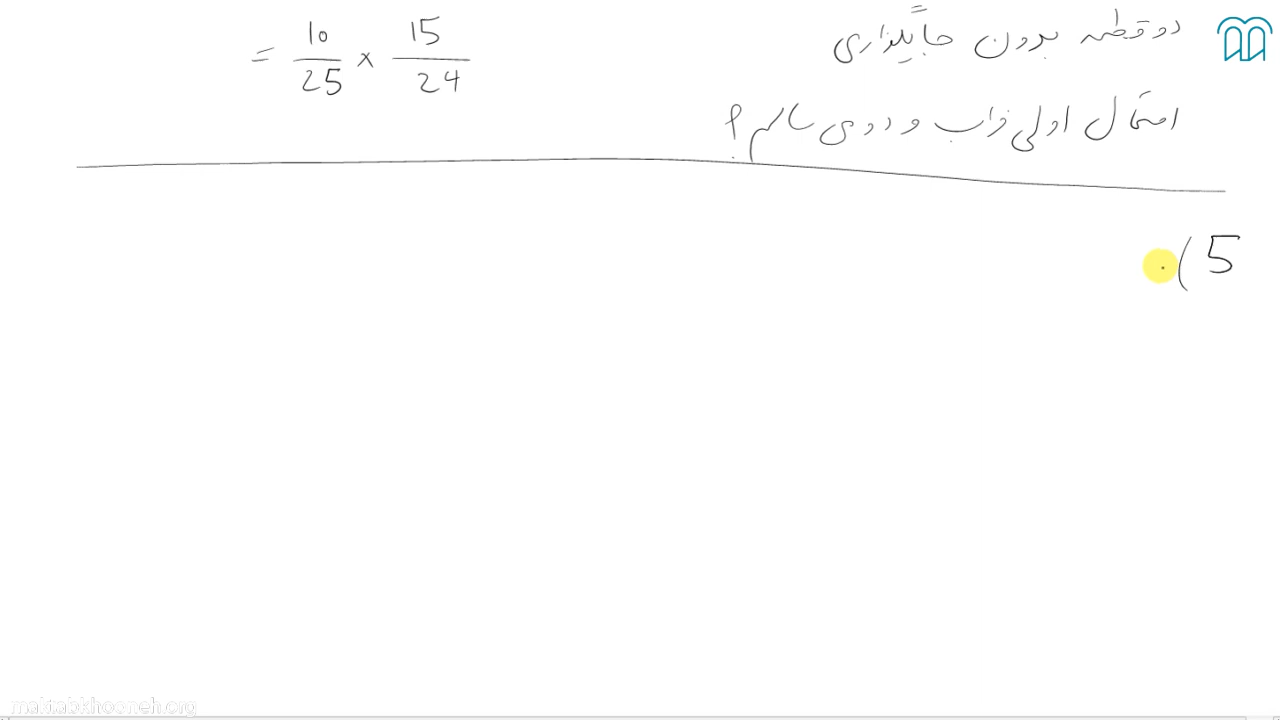 دو قطعه بدون جایگذاری
= 10/25 × 15/24
احتمال اولی خراب و دومی سالم؟
5)
maktabkhooneh.org